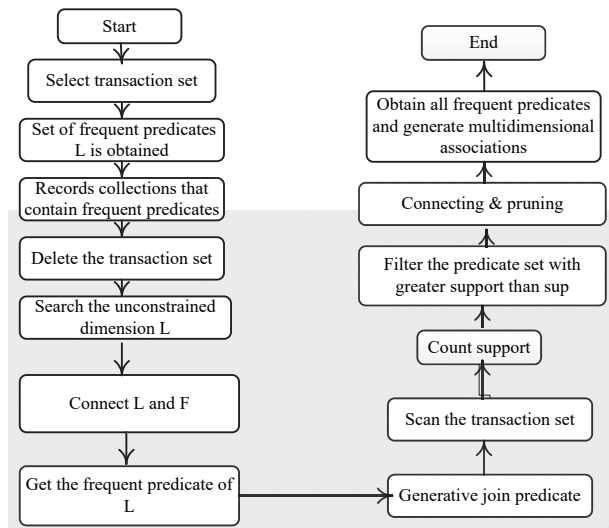 Start
Select transaction set
Set of frequent predicates
L is obtained
Records collections that
contain frequent predicates
Delete the transaction set
Search the unconstrained
dimension L
Connect L and F
Get the frequent predicate of
L
Generative join predicate
Scan the transaction set
Count support
Filter the predicate set with
greater support than sup
Connecting & pruning
Obtain all frequent predicates
and generate multidimensional
associations
End